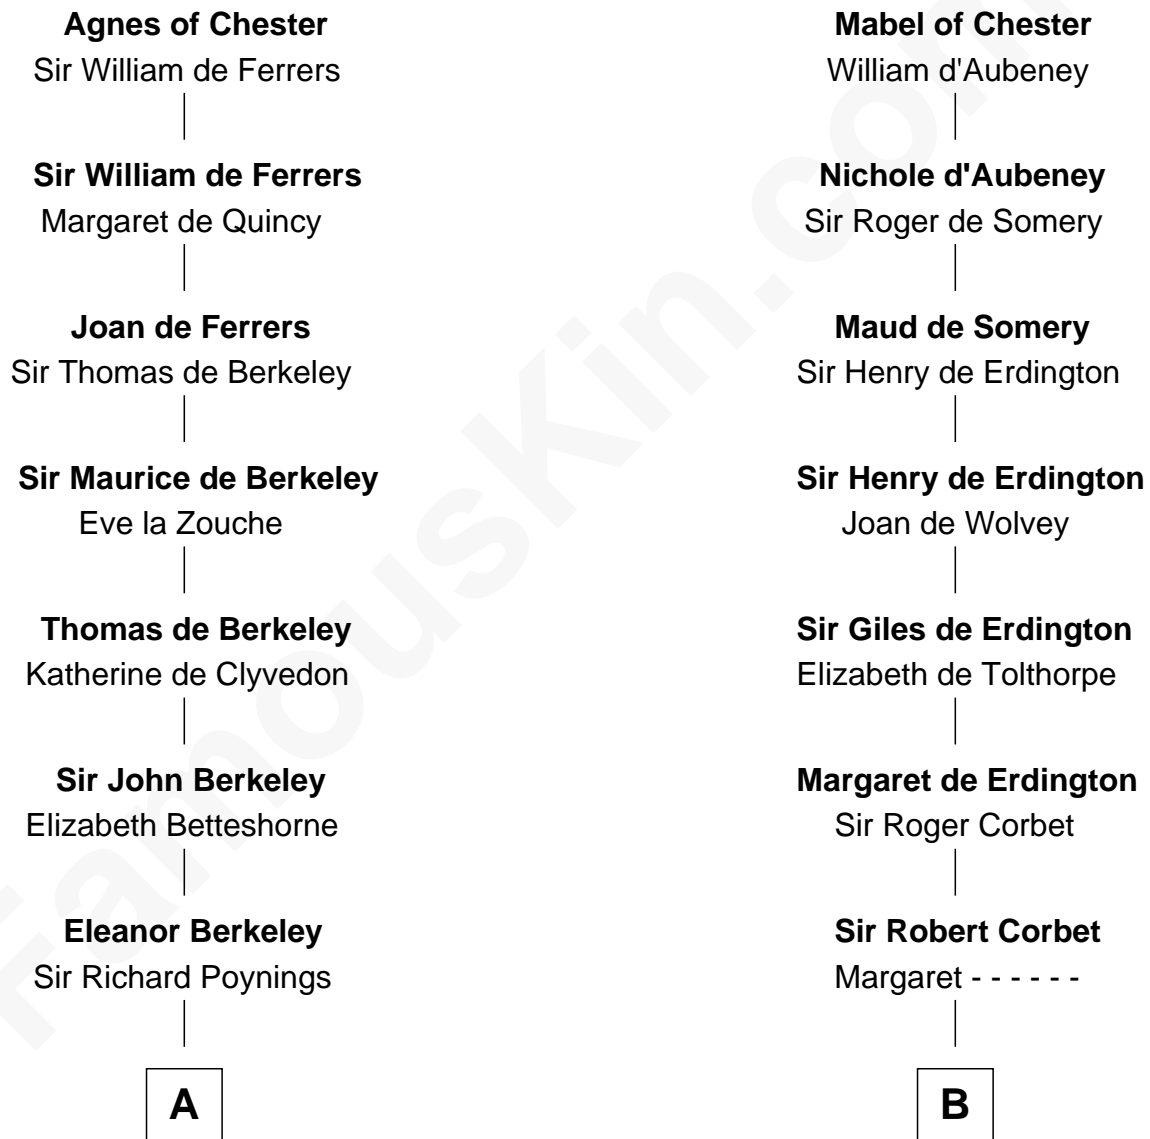 Agnes of Chester
Sir William de Ferrers
Sir William de Ferrers
Margaret de Quincy
Joan de Ferrers
Sir Thomas de Berkeley
Sir Maurice de Berkeley
Eve la Zouche
Thomas de Berkeley
Katherine de Clyvedon
Sir John Berkeley
Elizabeth Betteshorne
Eleanor Berkeley
Sir Richard Poynings
A
Mabel of Chester
William d'Aubeney
Nichole d'Aubeney
Sir Roger de Somery
Maud de Somery
Sir Henry de Erdington
Sir Henry de Erdington
Joan de Wolvey
Sir Giles de Erdington
Elizabeth de Tolthorpe
Margaret de Erdington
Sir Roger Corbet
Sir Robert Corbet
Margaret - - - - - -
B
FamousKin.com